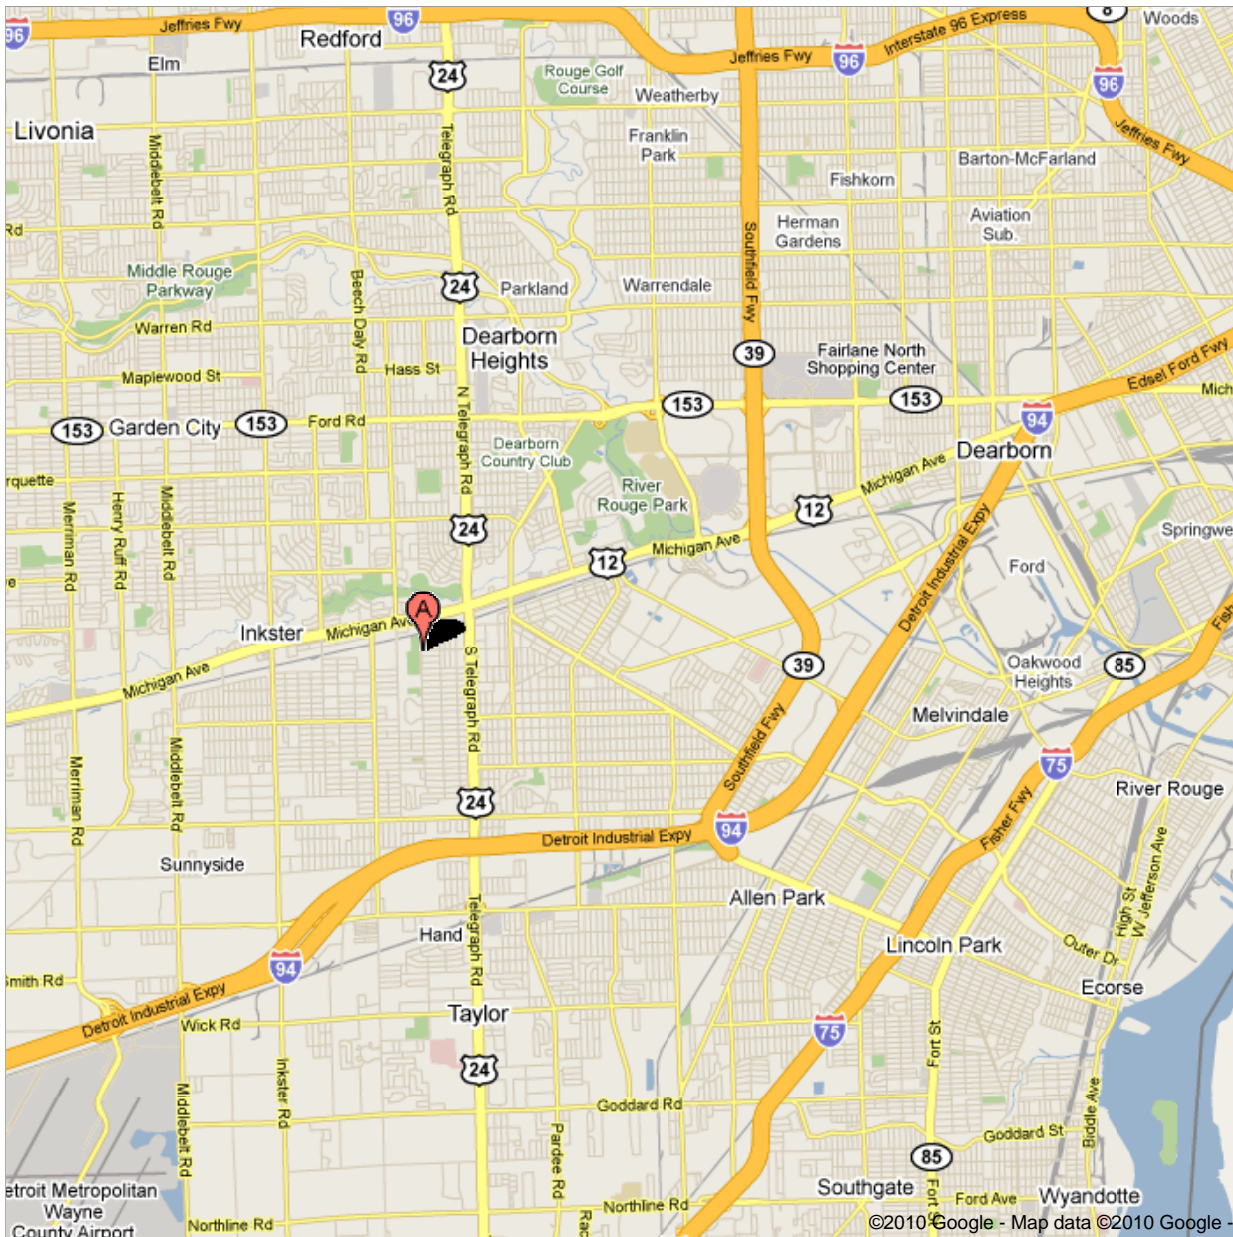 Jeffries Fwy
96
96
Redford
Elm
24
Rouge Golf
Course
Jeffries Fwy
96
Interstate 96 Express
8
Woods
96
Jeffries Fwy
Weatherby
Livonia
Middlebelt Rd
Telegraph Rd
Franklin
Park
Barton-McFarland
Fishkorn
Aviation
Sub.
Herman
Gardens
Southfield Fwy
Rd
Middle Rouge
Parkway
Beech Daly Rd
24
Parkland
Warrendale
Warren Rd
Dearborn
Heights
39
Fairlane North
Shopping Center
Edsel Ford Fwy
Hass St
Maplewood St
N Telegraph Rd
153
153
Mich
94
153
Garden City
153
Ford Rd
Dearborn
Country Club
Dearborn
Michigan Ave
rquette
Merriman Rd
Henry Ruff Rd
Middlebelt Rd
River
Rouge Park
12
24
Michigan Ave
12
Detroit Industrial Expy
Springwe
Ford
Fish
A
Inkster
Michigan Ave
Michigan Ave
S Telegraph Rd
39
Oakwood
Heights
85
Melvindale
Southfield Fwy
75
River Rouge
Merriman Rd
Middlebelt Rd
24
Detroit Industrial Expy
94
Fisher Fwy
Sunnyside
Allen Park
High St
W Jefferson Ave
Telegraph Rd
Hand
Lincoln Park
Outer Dr
94
Smith Rd
Ecorse
Detroit Industrial Expy
Wick Rd
Taylor
75
Fort St
24
Inkster Rd
Middlebelt Rd
Goddard Rd
Pardee Rd
Goddard St
Biddle Ave
85
Southgate
Fort St
Ford Ave
Wyandotte
etroit Metropolitan
Wayne
County Airport
Northline Rd
Northline Rd
Rac
©2010 Google - Map data ©2010 Google -